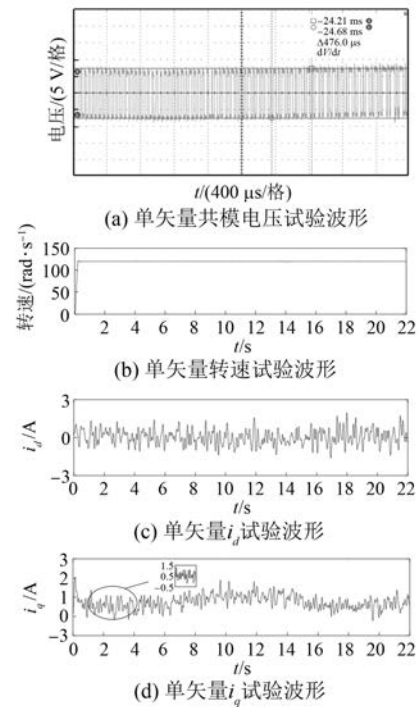 −24.21 ms
−24.68 ms
Δ476.0 μs
dV/dt
电压/(5 V/格)
t/(400 μs/格)
(a) 单矢量共模电压试验波形
转速/(rad·s⁻¹)
150
100
50
0
0 2 4 6 8 10 12 14 16 18 20 22
t/s
(b) 单矢量转速试验波形
i_d/A
3
0
−3
0 2 4 6 8 10 12 14 16 18 20 22
t/s
(c) 单矢量i_d试验波形
i_q/A
3
2
1
0
−3
1.5
0.5
−0.5
0 2 4 6 8 10 12 14 16 18 20 22
t/s
(d) 单矢量i_q试验波形